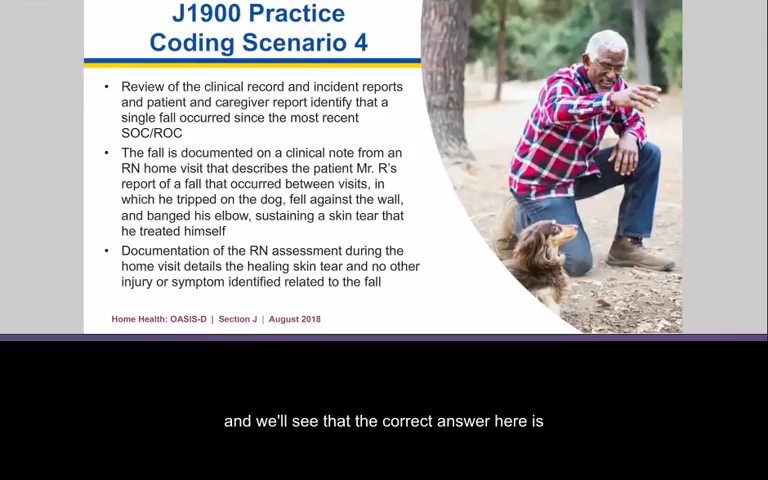 J1900 Practice
Coding Scenario 4
• Review of the clinical record and incident reports
and patient and caregiver report identify that a
single fall occurred since the most recent
SOC/ROC
• The fall is documented on a clinical note from an
RN home visit that describes the patient Mr. R's
report of a fall that occurred between visits, in
which he tripped on the dog, fell against the wall,
and banged his elbow, sustaining a skin tear that
he treated himself
• Documentation of the RN assessment during the
home visit details the healing skin tear and no other
injury or symptom identified related to the fall
Home Health: OASIS-D | Section J | August 2018
and we'll see that the correct answer here is